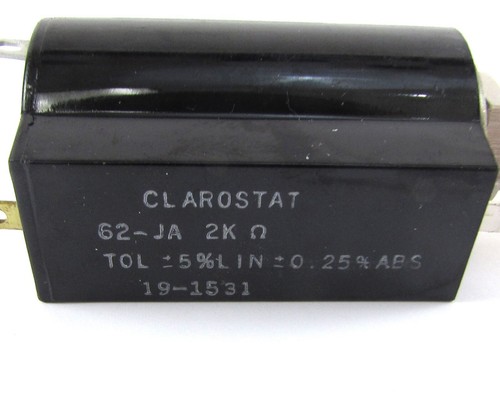 CLAROSTAT
62-JA 2K Ω
TOL ±5%LIN±0.25%ABS
19-1531